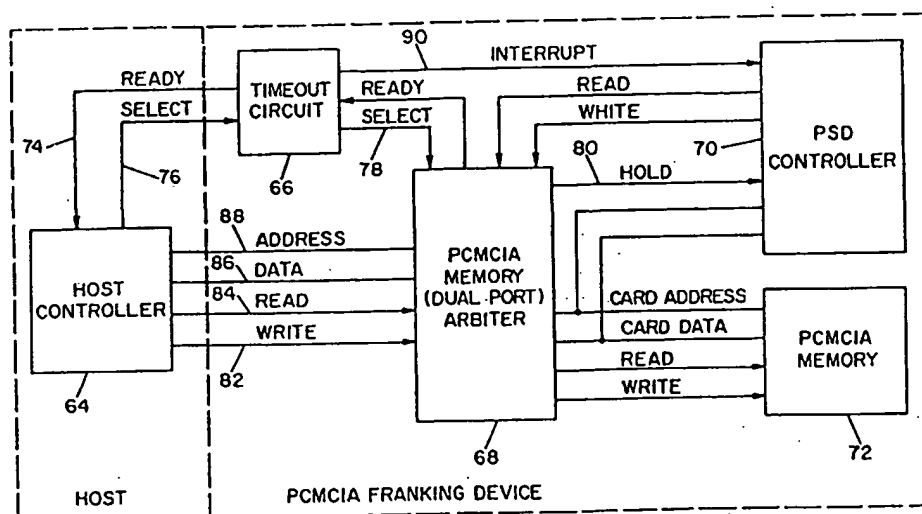 90
INTERRUPT
READY
TIMEOUT
CIRCUIT
READY
READ
SELECT
SELECT
WHITE
PSD
CONTROLLER
74
70
76
66
78
80
HOLD
88
ADDRESS
86
DATA
84
READ
WRITE
82
HOST
CONTROLLER
64
PCMCIA
MEMORY
(DUAL PORT)
ARBITER
68
CARD ADDRESS
CARD DATA
READ
WRITE
PCMCIA
MEMORY
72
HOST
PCMCIA FRANKING DEVICE